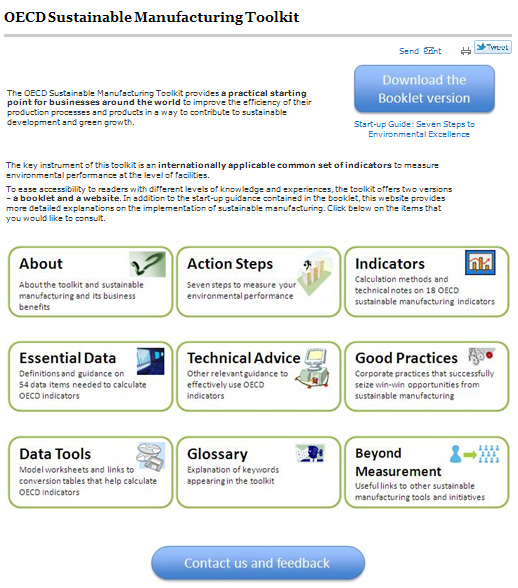 OECD Sustainable Manufacturing Toolkit
Send Print Tweet
Download the
Booklet version
The OECD Sustainable Manufacturing Toolkit provides a practical starting
point for businesses around the world to improve the efficiency of their
production processes and products in a way to contribute to sustainable
development and green growth.
Start-up Guide: Seven Steps to
Environmental Excellence
The key instrument of this toolkit is an internationally applicable common set of indicators to measure
environmental performance at the level of facilities.
To ease accessibility to readers with different levels of knowledge and experiences, the toolkit offers two versions
– a booklet and a website. In addition to the start-up guidance contained in the booklet, this website provides
more detailed explanations on the implementation of sustainable manufacturing. Click below on the items that
you would like to consult.
About
About the toolkit and sustainable
manufacturing and its business
benefits
Action Steps
Seven steps to measure your
environmental performance
Indicators
Calculation methods and
technical notes on 18 OECD
sustainable manufacturing indicators
Essential Data
Definitions and guidance on
54 data items needed to calculate
OECD indicators
Technical Advice
Other relevant guidance to
effectively use OECD
indicators
Good Practices
Corporate practices that successfully
seize win-win opportunities from
sustainable manufacturing
Data Tools
Model worksheets and links to
conversion tables that help calculate
OECD indicators
Glossary
Explanation of keywords
appearing in the toolkit
Beyond
Measurement
Useful links to other sustainable
manufacturing tools and initiatives
Contact us and feedback